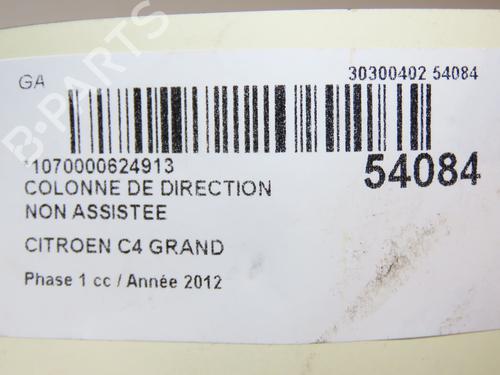 GA
30300402 54084
*1070000624913
54084
COLONNE DE DIRECTION
NON ASSISTEE
CITROEN C4 GRAND
Phase 1 cc / Année 2012
B-PARTS